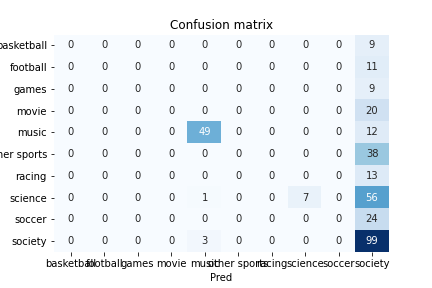 Confusion matrix
basketball 0 0 0 0 0 0 0 0 0 9
football 0 0 0 0 0 0 0 0 0 11
games 0 0 0 0 0 0 0 0 0 9
movie 0 0 0 0 0 0 0 0 0 20
music 0 0 0 0 49 0 0 0 0 12
her sports 0 0 0 0 0 0 0 0 0 38
racing 0 0 0 0 0 0 0 0 0 13
science 0 0 0 0 1 0 0 7 0 56
soccer 0 0 0 0 0 0 0 0 0 24
society 0 0 0 0 3 0 0 0 0 99
basketball football games movie music other sports racing science soccer society
Pred